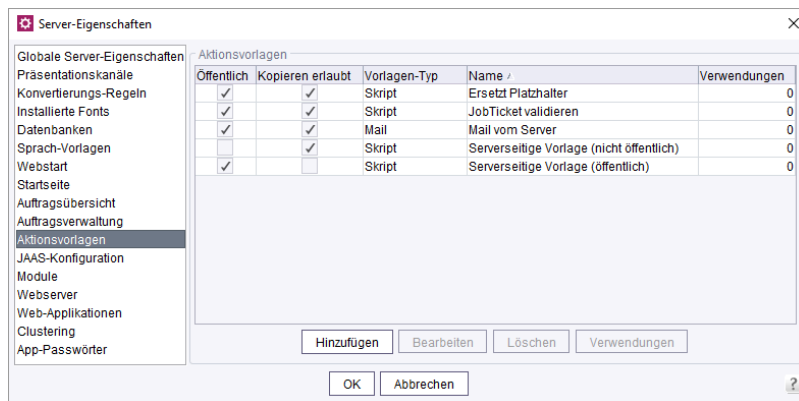 Server-Eigenschaften
Globale Server-Eigenschaften
Präsentationskanäle
Konvertierungs-Regeln
Installierte Fonts
Datenbanken
Sprach-Vorlagen
Webstart
Startseite
Auftragsübersicht
Auftragsverwaltung
Aktionsvorlagen
JAAS-Konfiguration
Module
Webserver
Web-Applikationen
Clustering
App-Passwörter
Aktionsvorlagen
Öffentlich Kopieren erlaubt Vorlagen-Typ Name Verwendungen
Skript Ersetzt Platzhalter 0
Skript JobTicket validieren 0
Mail Mail vom Server 0
Skript Serverseitige Vorlage (nicht öffentlich) 0
Skript Serverseitige Vorlage (öffentlich) 0
Hinzufügen Bearbeiten Löschen Verwendungen
OK Abbrechen ?